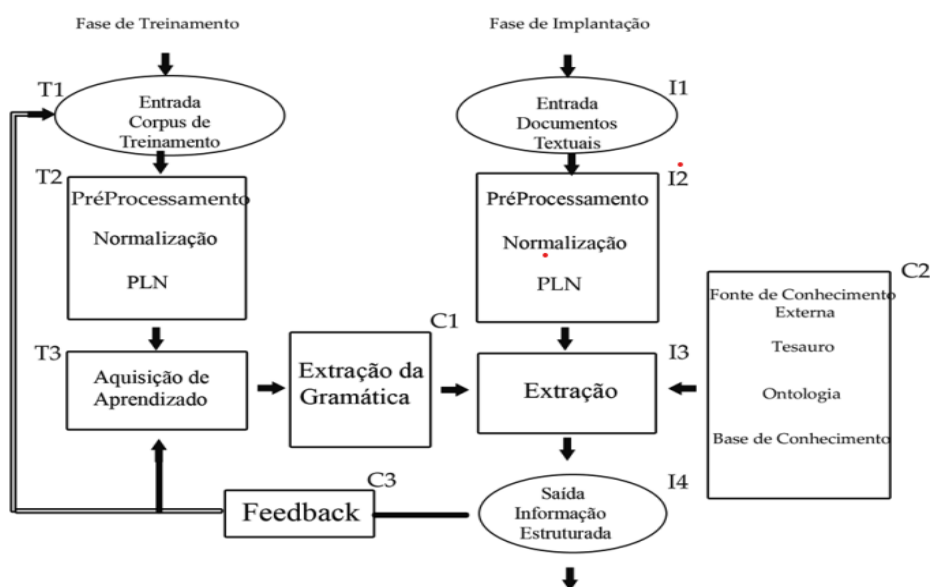 Fase de Treinamento
Fase de Implantação
T1
Entrada
Corpus de
Treinamento
I1
Entrada
Documentos
Textuais
T2
PréProcessamento
Normalização
PLN
I2
PréProcessamento
Normalização
PLN
C2
Fonte de Conhecimento
Externa
Tesauro
Ontologia
Base de Conhecimento
T3
Aquisição de
Aprendizado
C1
Extração da
Gramática
I3
Extração
C3
Feedback
I4
Saída
Informação
Estruturada